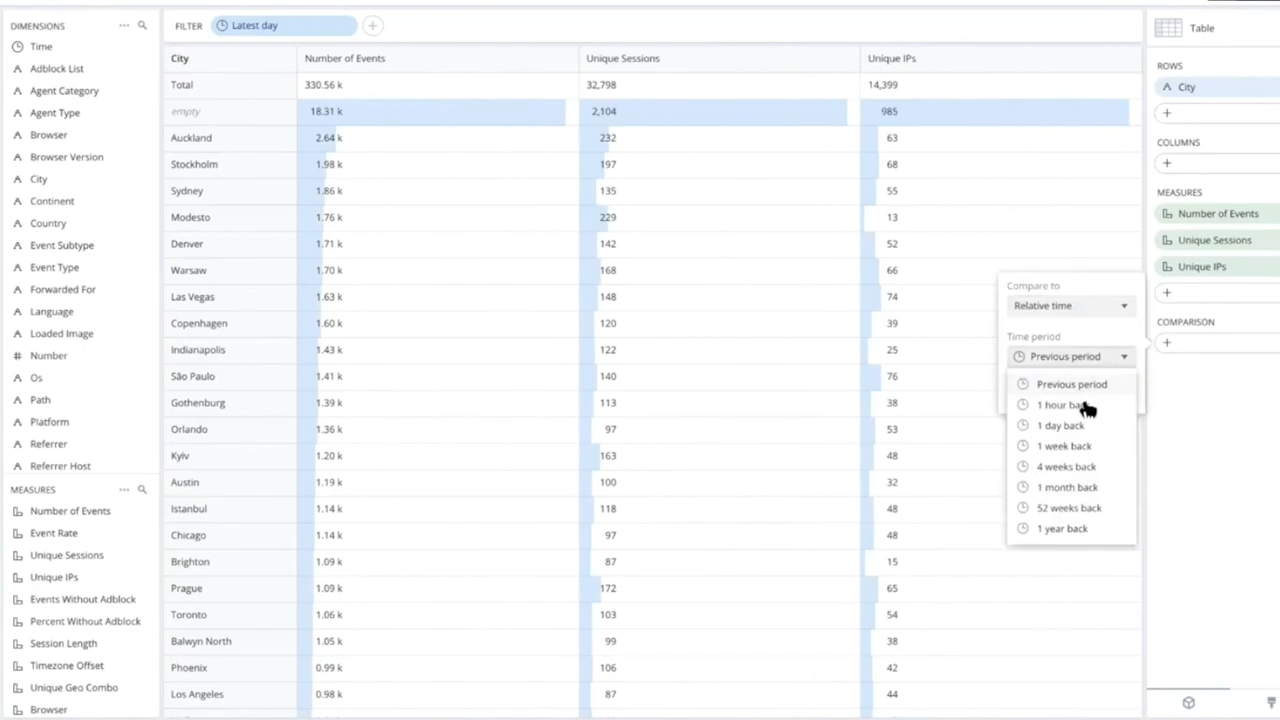 DIMENSIONS
Time
Adblock List
Agent Category
Agent Type
Browser
Browser Version
City
Continent
Country
Event Subtype
Event Type
Forwarded For
Language
Loaded Image
Number
Os
Path
Platform
Referrer
Referrer Host
MEASURES
Number of Events
Event Rate
Unique Sessions
Unique IPs
Events Without Adblock
Percent Without Adblock
Session Length
Timezone Offset
Unique Geo Combo
Browser
FILTER Latest day
City Number of Events Unique Sessions Unique IPs
Total 330.56 k 32,798 14,399
empty 18.31 k 2,104 985
Auckland 2.64 k 232 63
Stockholm 1.98 k 197 68
Sydney 1.86 k 135 55
Modesto 1.76 k 229 13
Denver 1.71 k 142 52
Warsaw 1.70 k 168 66
Las Vegas 1.63 k 148 74
Copenhagen 1.60 k 120 39
Indianapolis 1.43 k 122 25
São Paulo 1.41 k 140 76
Gothenburg 1.39 k 113 38
Orlando 1.36 k 97 53
Kyiv 1.20 k 163 48
Austin 1.19 k 100 32
Istanbul 1.14 k 118 48
Chicago 1.14 k 97 48
Brighton 1.09 k 87 15
Prague 1.09 k 172 65
Toronto 1.06 k 103 54
Balwyn North 1.05 k 99 38
Phoenix 0.99 k 106 42
Los Angeles 0.98 k 87 44
Compare to
Relative time
Time period
Previous period
Previous period
1 hour
1 day back
1 week back
4 weeks back
1 month back
52 weeks back
1 year back
Table
ROWS
City
COLUMNS
MEASURES
Number of Events
Unique Sessions
Unique IPs
COMPARISON